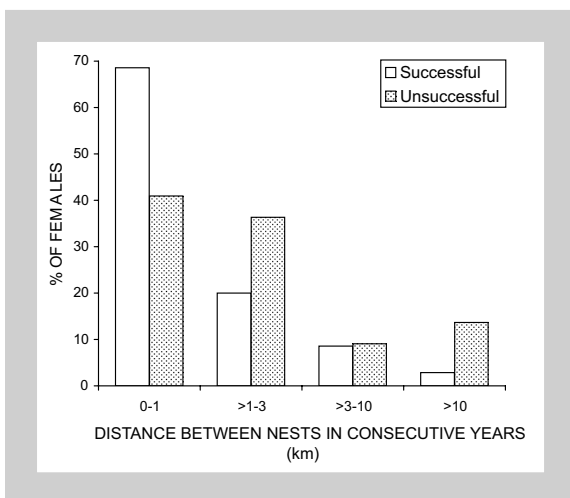 70
60
50
40
30
20
10
0
% OF FEMALES
Successful
Unsuccessful
0-1 >1-3 >3-10 >10
DISTANCE BETWEEN NESTS IN CONSECUTIVE YEARS
(km)